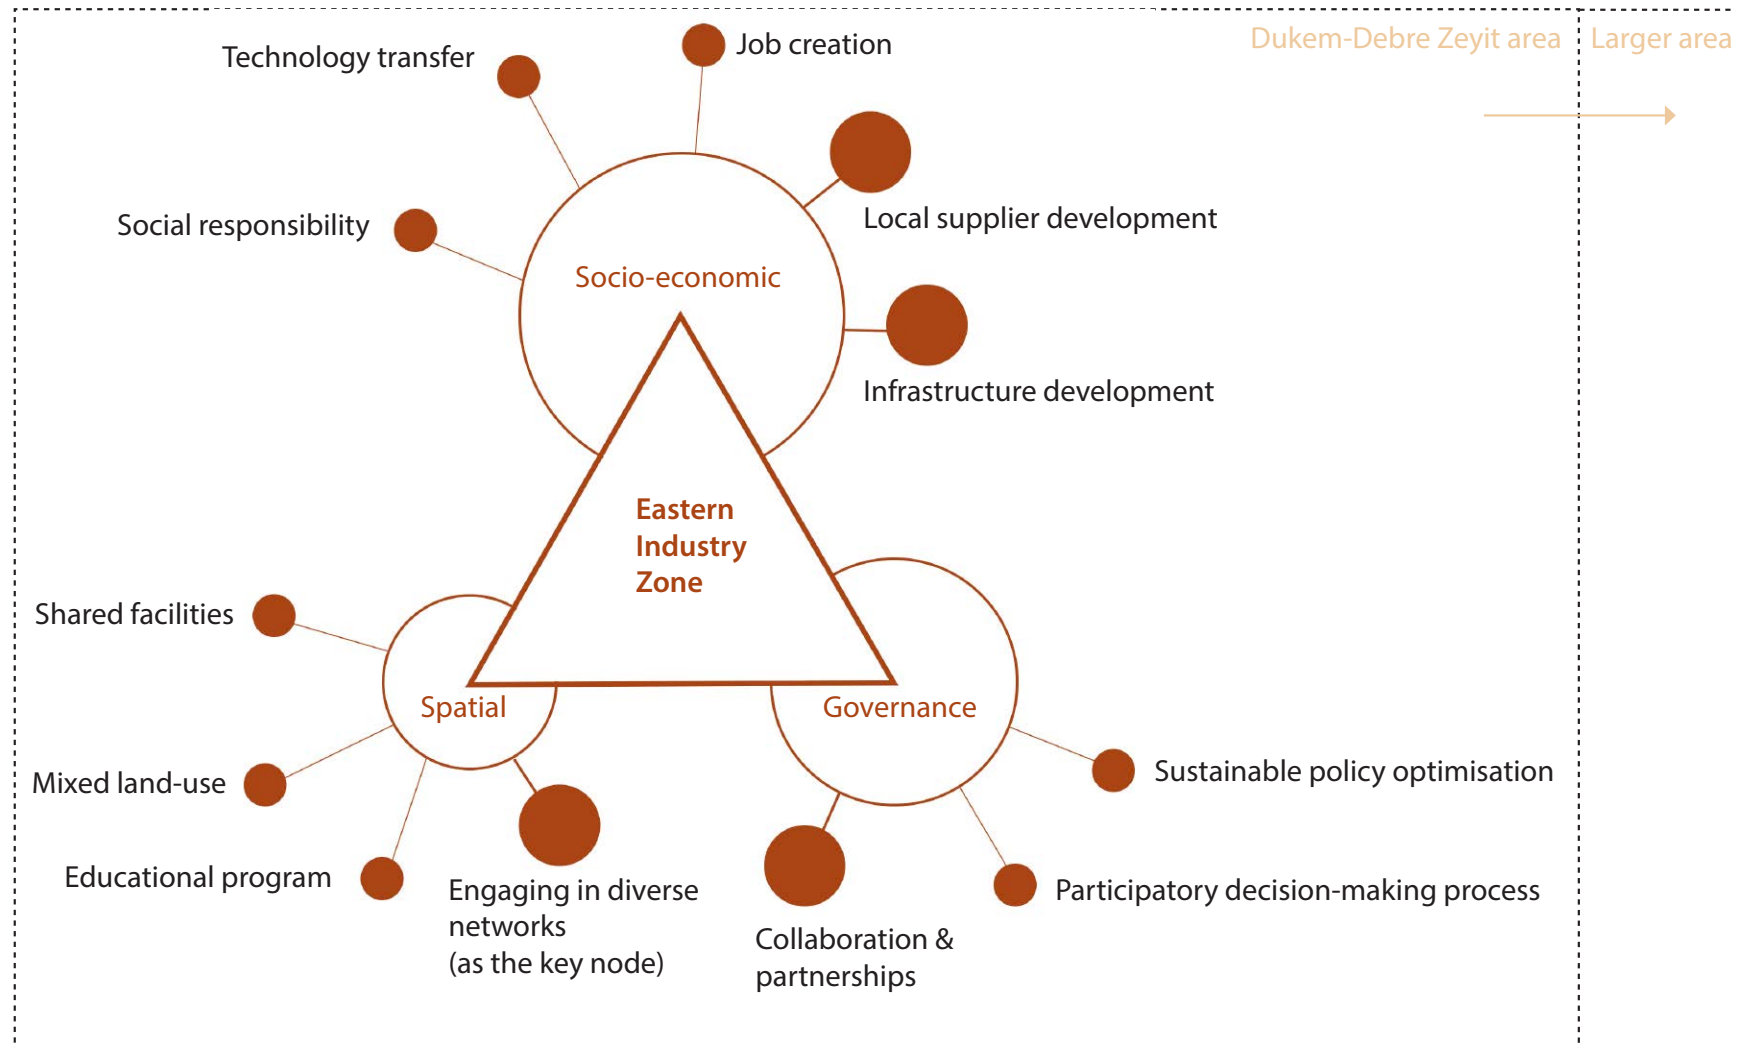 Dukem-Debre Zeyit area
Larger area
Technology transfer
Job creation
Social responsibility
Local supplier development
Socio-economic
Infrastructure development
Eastern
Industry
Zone
Shared facilities
Spatial
Governance
Mixed land-use
Sustainable policy optimisation
Educational program
Engaging in diverse
networks
(as the key node)
Participatory decision-making process
Collaboration &
partnerships